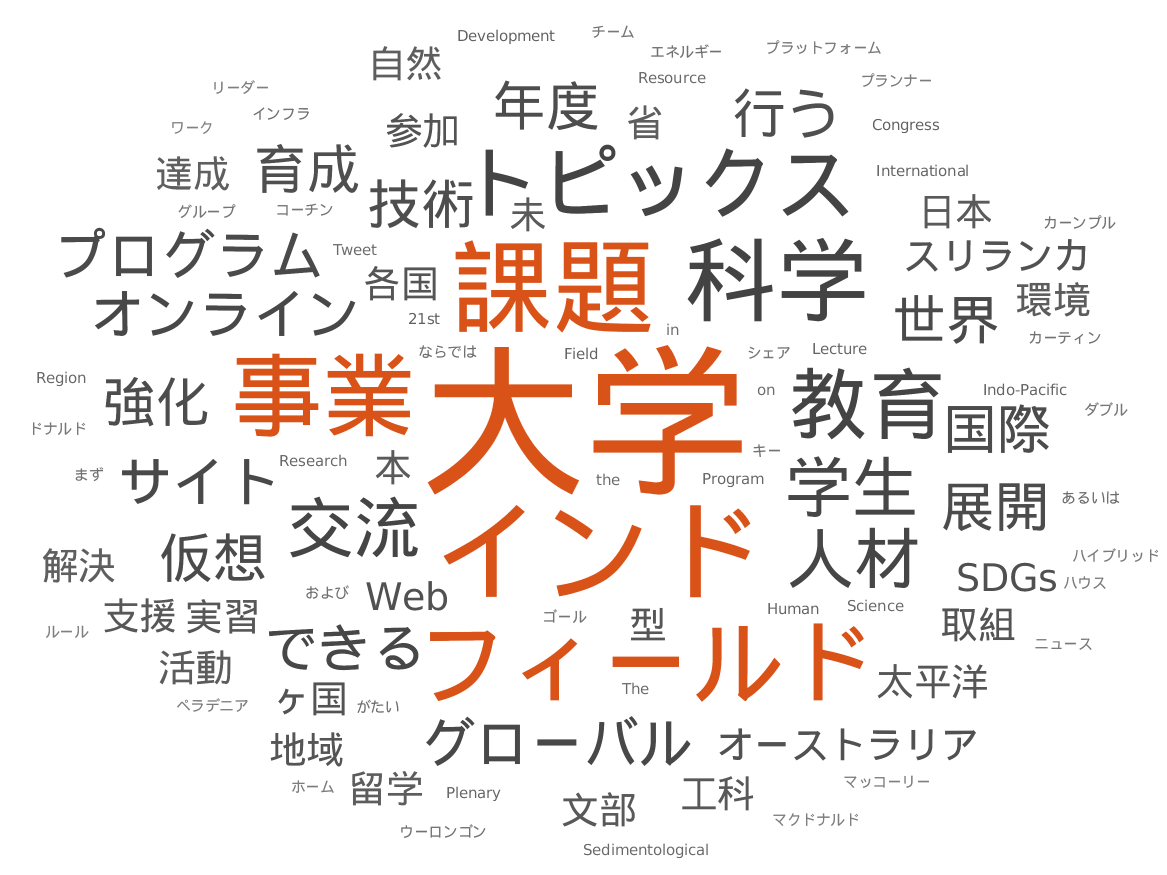 Development
チーム
自然
エネルギー
プラットフォーム
リーダー
Resource
プランナー
年度
省
行う
インフラ
ワーク
参加
Congress
達成
育成
技術
トピックス
International
グループ
コーチン
未
日本
カーンプル
プログラム
Tweet
課題
科学
スリランカ
各国
オンライン
21st
in
世界
環境
カーティン
ならでは
Field
シェア
Lecture
Region
強化
事業
大学
on
教育
Indo-Pacific
ダブル
ドナルド
国際
キー
まず
サイト
Research
本
the
Program
学生
展開
あるいは
交流
インド
解決
仮想
人材
ハイブリッド
SDGs
ハウス
および
Web
支援
実習
ゴール
型
Human
Science
取組
ルール
できる
フィールド
ニュース
活動
太平洋
ペラデニア
ヶ国
がたい
The
地域
グローバル
オーストラリア
ホーム
留学
Plenary
文部
工科
マッコーリー
ウーロンゴン
マクドナルド
Sedimentological